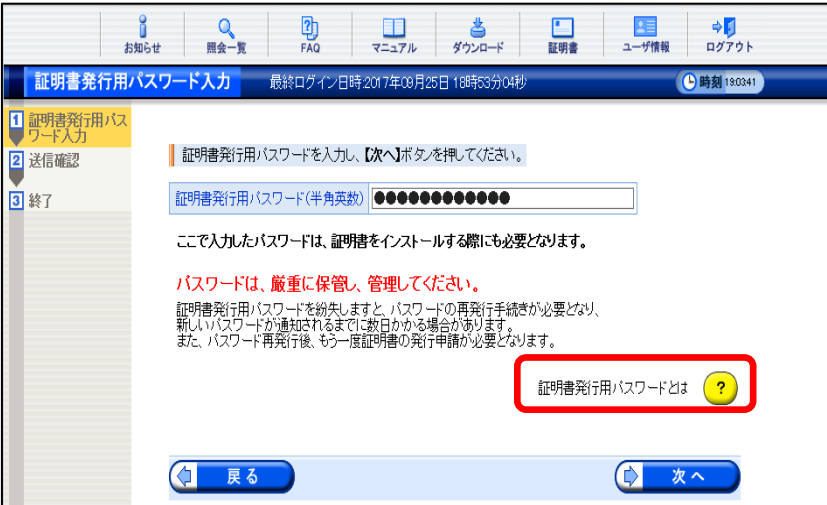 お知らせ 照会一覧 FAQ マニュアル ダウンロード 証明書 ユーザ情報 ログアウト
証明書発行用パスワード入力 最終ログイン日時:2017年09月25日 18時53分04秒 時刻 19:03:41
1 証明書発行用パス
ワード入力
2 送信確認
3 終了
証明書発行用パスワードを入力し、【次へ】ボタンを押してください。
証明書発行用パスワード(半角英数) ●●●●●●●●●●●●
ここで入力したパスワードは、証明書をインストールする際にも必要となります。
パスワードは、厳重に保管し、管理してください。
証明書発行用パスワードを紛失しますと、パスワードの再発行手続きが必要となり、
新しいパスワードが通知されるまでに数日かかる場合があります。
また、パスワード再発行後、もう一度証明書の発行申請が必要となります。
証明書発行用パスワードとは ?
戻る 次へ